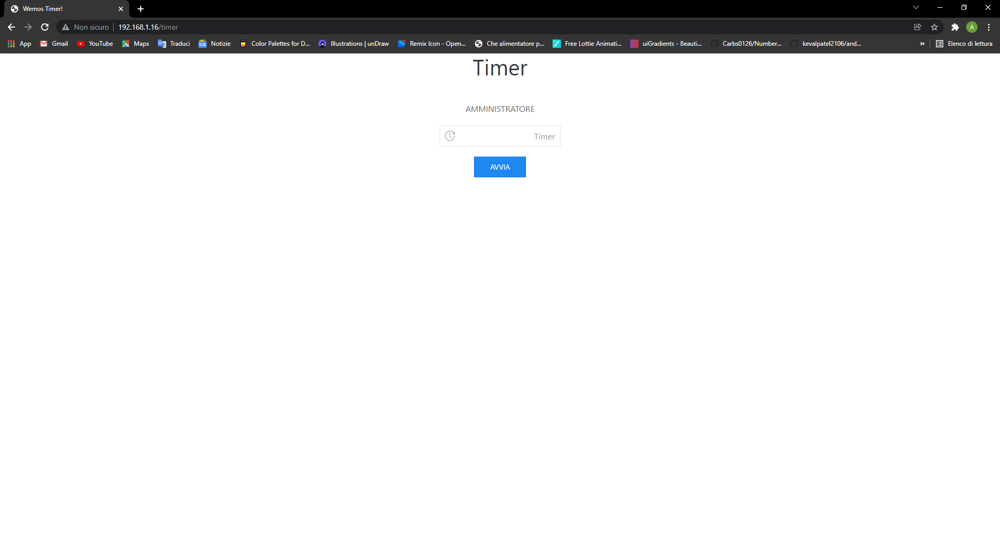 Wemos Timer!
Non sicuro 192.168.1.16/timer
A
App Gmail YouTube Maps Traduci Notizie Color Palettes for D... Illustrations | unDraw Remix Icon - Open... Che alimentatore p... Free Lottie Animati... uiGradients - Beauti... Carbs0126/Number... kevalpatel2106/and... » Elenco di lettura
Timer
AMMINISTRATORE
Timer
AVVIA